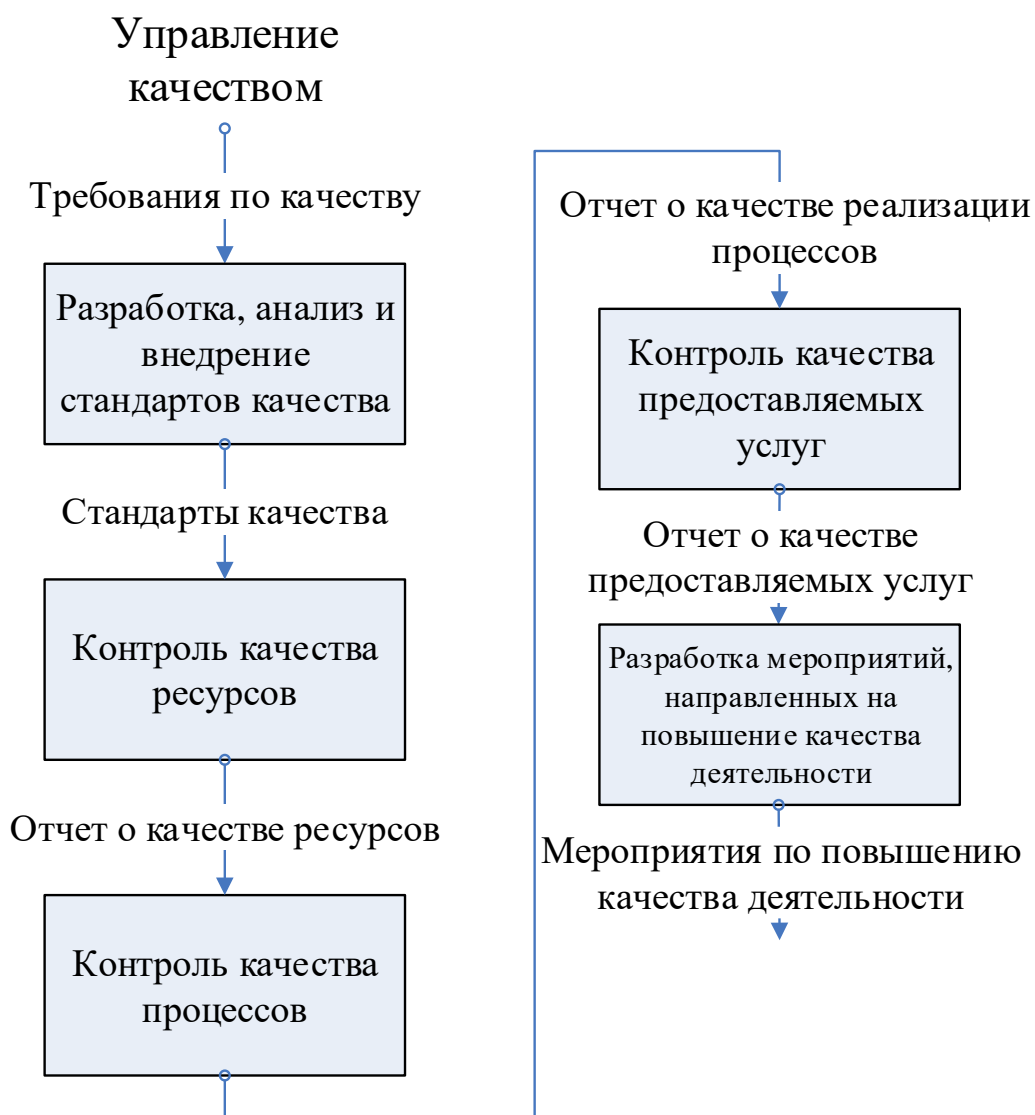 Управление
качеством
Требования по качеству
Разработка, анализ и
внедрение
стандартов качества
Стандарты качества
Контроль качества
ресурсов
Отчет о качестве ресурсов
Контроль качества
процессов
Отчет о качестве реализации
процессов
Контроль качества
предоставляемых
услуг
Отчет о качестве
предоставляемых услуг
Разработка мероприятий,
направленных на
повышение качества
деятельности
Мероприятия по повышению
качества деятельности